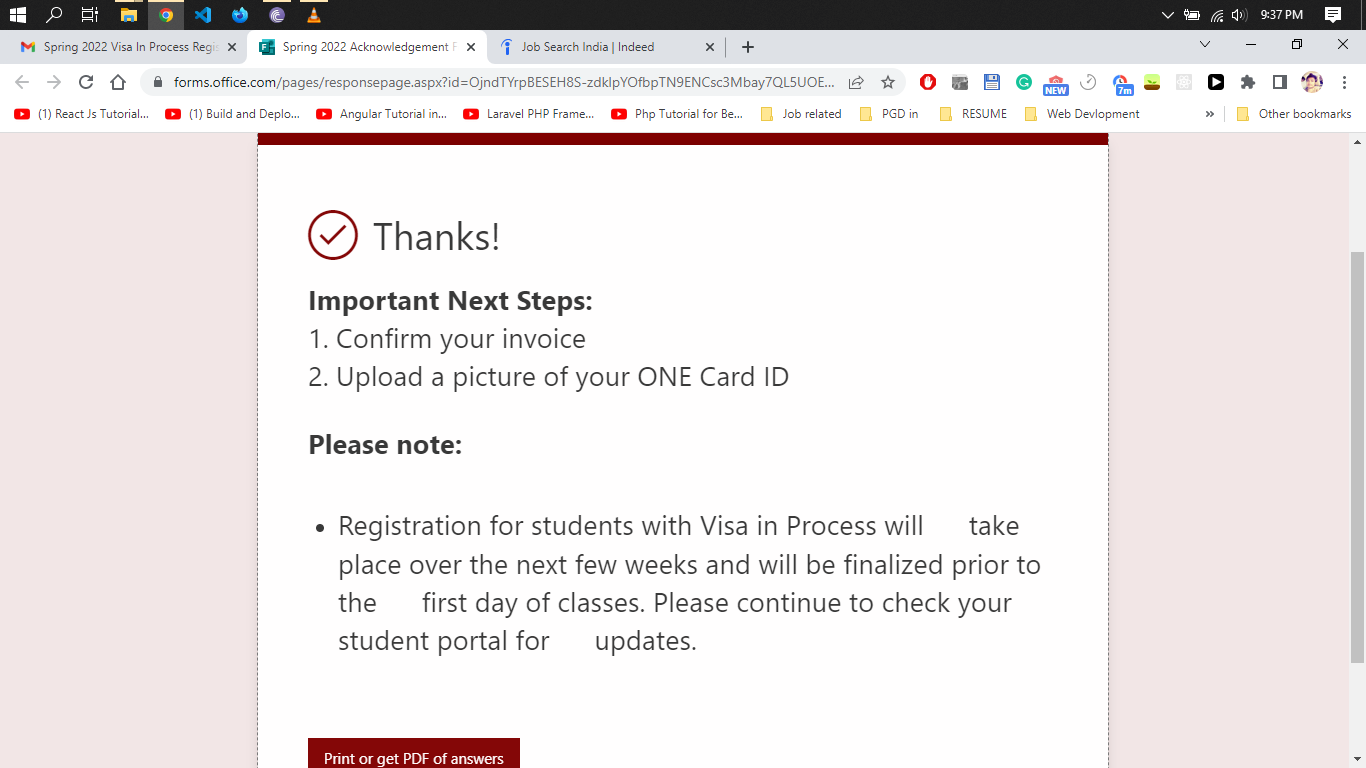 9:37 PM
Spring 2022 Visa In Process Regis
Spring 2022 Acknowledgement F
Job Search India | Indeed
forms.office.com/pages/responsepage.aspx?id=OjndTYrpBESEH8S-zdklpYOfbpTN9ENCsc3Mbay7QL5UOE...
NEW
7m
(1) React Js Tutorial...
(1) Build and Deplo...
Angular Tutorial in...
Laravel PHP Frame...
Php Tutorial for Be...
Job related
PGD in
RESUME
Web Devlopment
»
Other bookmarks
Thanks!
Important Next Steps:
1. Confirm your invoice
2. Upload a picture of your ONE Card ID
Please note:
• Registration for students with Visa in Process will take
place over the next few weeks and will be finalized prior to
the first day of classes. Please continue to check your
student portal for updates.
Print or get PDF of answers